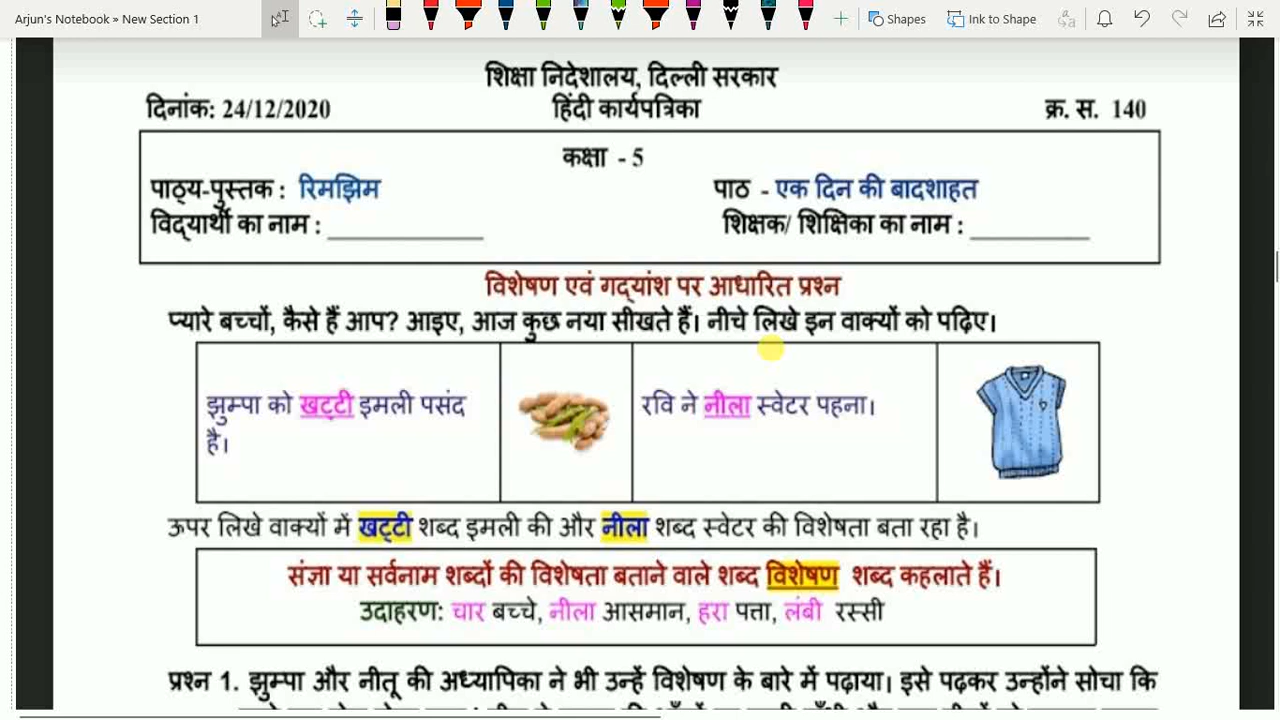 Arjun's Notebook » New Section 1
Shapes
Ink to Shape
शिक्षा निदेशालय, दिल्ली सरकार
दिनांक: 24/12/2020 हिंदी कार्यपत्रिका क्र. स. 140
कक्षा - 5
पाठ्य-पुस्तक : रिमझिम पाठ - एक दिन की बादशाहत
विद्यार्थी का नाम : ____________ शिक्षक/ शिक्षिका का नाम : _________
विशेषण एवं गद्यांश पर आधारित प्रश्न
प्यारे बच्चों, कैसे हैं आप? आइए, आज कुछ नया सीखते हैं। नीचे लिखे इन वाक्यों को पढ़िए।
झुम्पा को खट्टी इमली पसंद
है।
रवि ने नीला स्वेटर पहना।
ऊपर लिखे वाक्यों में खट्टी शब्द इमली की और नीला शब्द स्वेटर की विशेषता बता रहा है।
संज्ञा या सर्वनाम शब्दों की विशेषता बताने वाले शब्द विशेषण शब्द कहलाते हैं।
उदाहरण: चार बच्चे, नीला आसमान, हरा पत्ता, लंबी रस्सी
प्रश्न 1. झुम्पा और नीतू की अध्यापिका ने भी उन्हें विशेषण के बारे में पढ़ाया। इसे पढ़कर उन्होंने सोचा कि